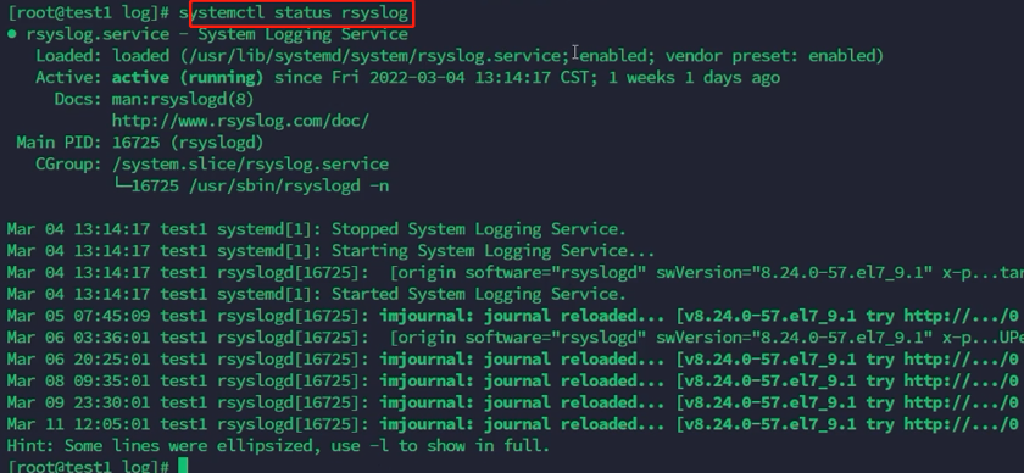 [root@test1 log]# systemctl status rsyslog
● rsyslog.service - System Logging Service
Loaded: loaded (/usr/lib/systemd/system/rsyslog.service; enabled; vendor preset: enabled)
Active: active (running) since Fri 2022-03-04 13:14:17 CST; 1 weeks 1 days ago
Docs: man:rsyslogd(8)
http://www.rsyslog.com/doc/
Main PID: 16725 (rsyslogd)
CGroup: /system.slice/rsyslog.service
└─16725 /usr/sbin/rsyslogd -n
Mar 04 13:14:17 test1 systemd[1]: Stopped System Logging Service.
Mar 04 13:14:17 test1 systemd[1]: Starting System Logging Service...
Mar 04 13:14:17 test1 rsyslogd[16725]: [origin software="rsyslogd" swVersion="8.24.0-57.el7_9.1" x-p...tar
Mar 04 13:14:17 test1 systemd[1]: Started System Logging Service.
Mar 05 07:45:09 test1 rsyslogd[16725]: imjournal: journal reloaded... [v8.24.0-57.el7_9.1 try http://.../0
Mar 06 03:36:01 test1 rsyslogd[16725]: [origin software="rsyslogd" swVersion="8.24.0-57.el7_9.1" x-p...UPe
Mar 06 20:25:01 test1 rsyslogd[16725]: imjournal: journal reloaded... [v8.24.0-57.el7_9.1 try http://.../0
Mar 08 09:35:01 test1 rsyslogd[16725]: imjournal: journal reloaded... [v8.24.0-57.el7_9.1 try http://.../0
Mar 09 23:30:01 test1 rsyslogd[16725]: imjournal: journal reloaded... [v8.24.0-57.el7_9.1 try http://.../0
Mar 11 12:05:01 test1 rsyslogd[16725]: imjournal: journal reloaded... [v8.24.0-57.el7_9.1 try http://.../0
Hint: Some lines were ellipsized, use -l to show in full.
[root@test1 log]#